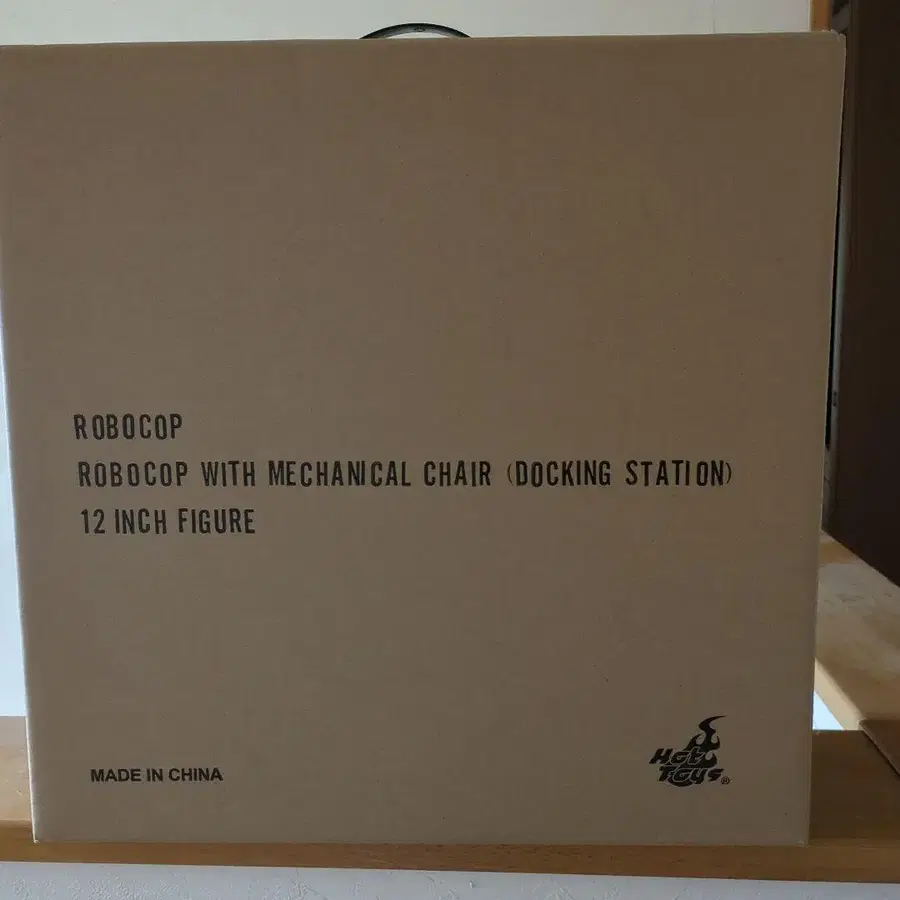 ROBOCOP
ROBOCOP WITH MECHANICAL CHAIR (DOCKING STATION)
12 INCH FIGURE
MADE IN CHINA
Hot
Toys®